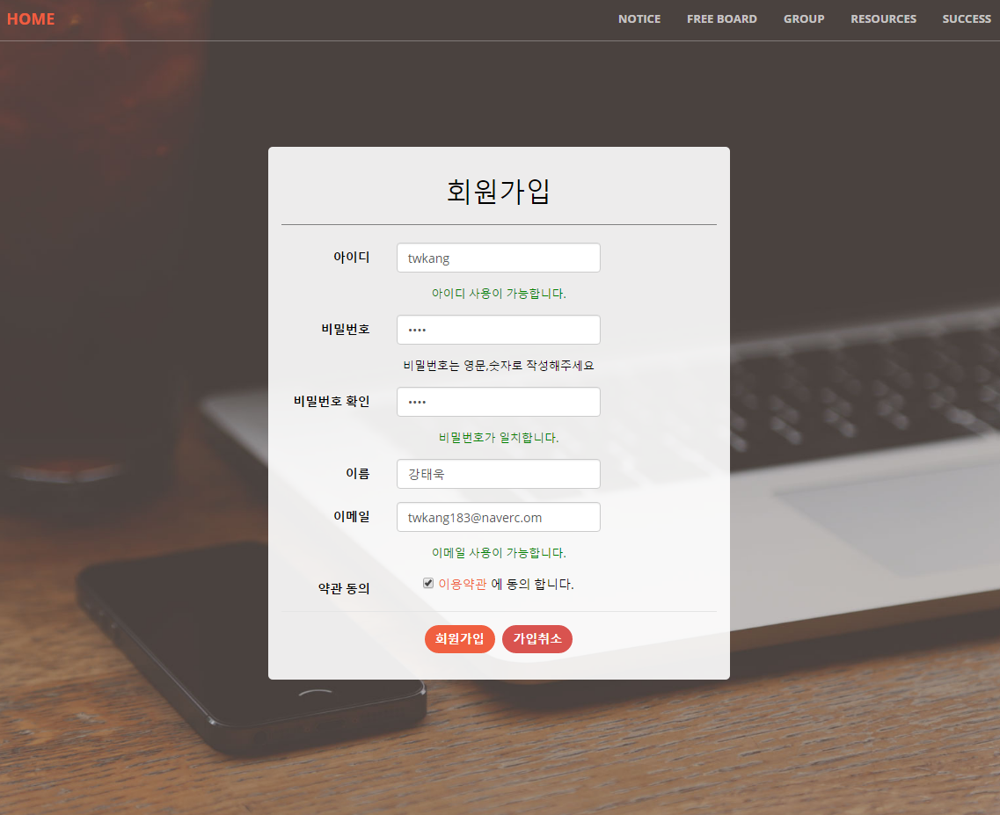 HOME NOTICE FREE BOARD GROUP RESOURCES SUCCESS
회원가입
아이디 twkang
아이디 사용이 가능합니다.
비밀번호 ••••
비밀번호는 영문,숫자로 작성해주세요
비밀번호 확인 ••••
비밀번호가 일치합니다.
이름 강태욱
이메일 twkang183@naverc.om
이메일 사용이 가능합니다.
약관 동의 이용약관 에 동의 합니다.
회원가입 가입취소